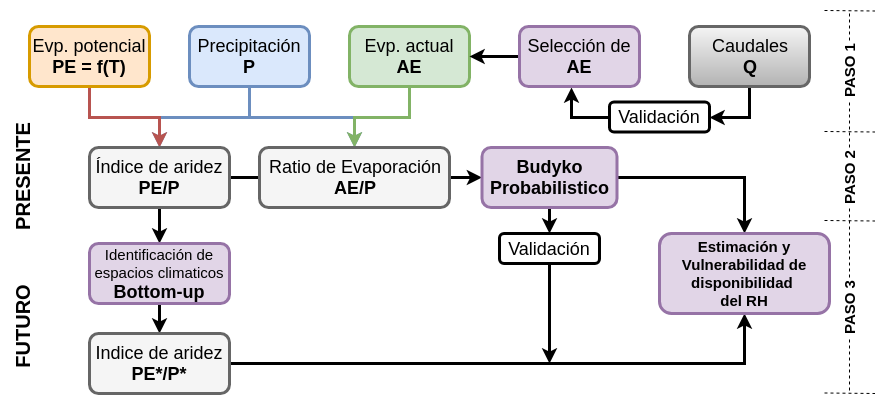 Evp. potencial
PE = f(T)
Precipitación
P
Evp. actual
AE
Selección de
AE
Caudales
Q
Validación
PASO 1
Índice de aridez
PE/P
Ratio de Evaporación
AE/P
Budyko
Probabilistico
PASO 2
PRESENTE
Identificación de
espacios climaticos
Bottom-up
Validación
Estimación y
Vulnerabilidad de
disponibilidad
del RH
PASO 3
FUTURO
Indice de aridez
PE*/P*